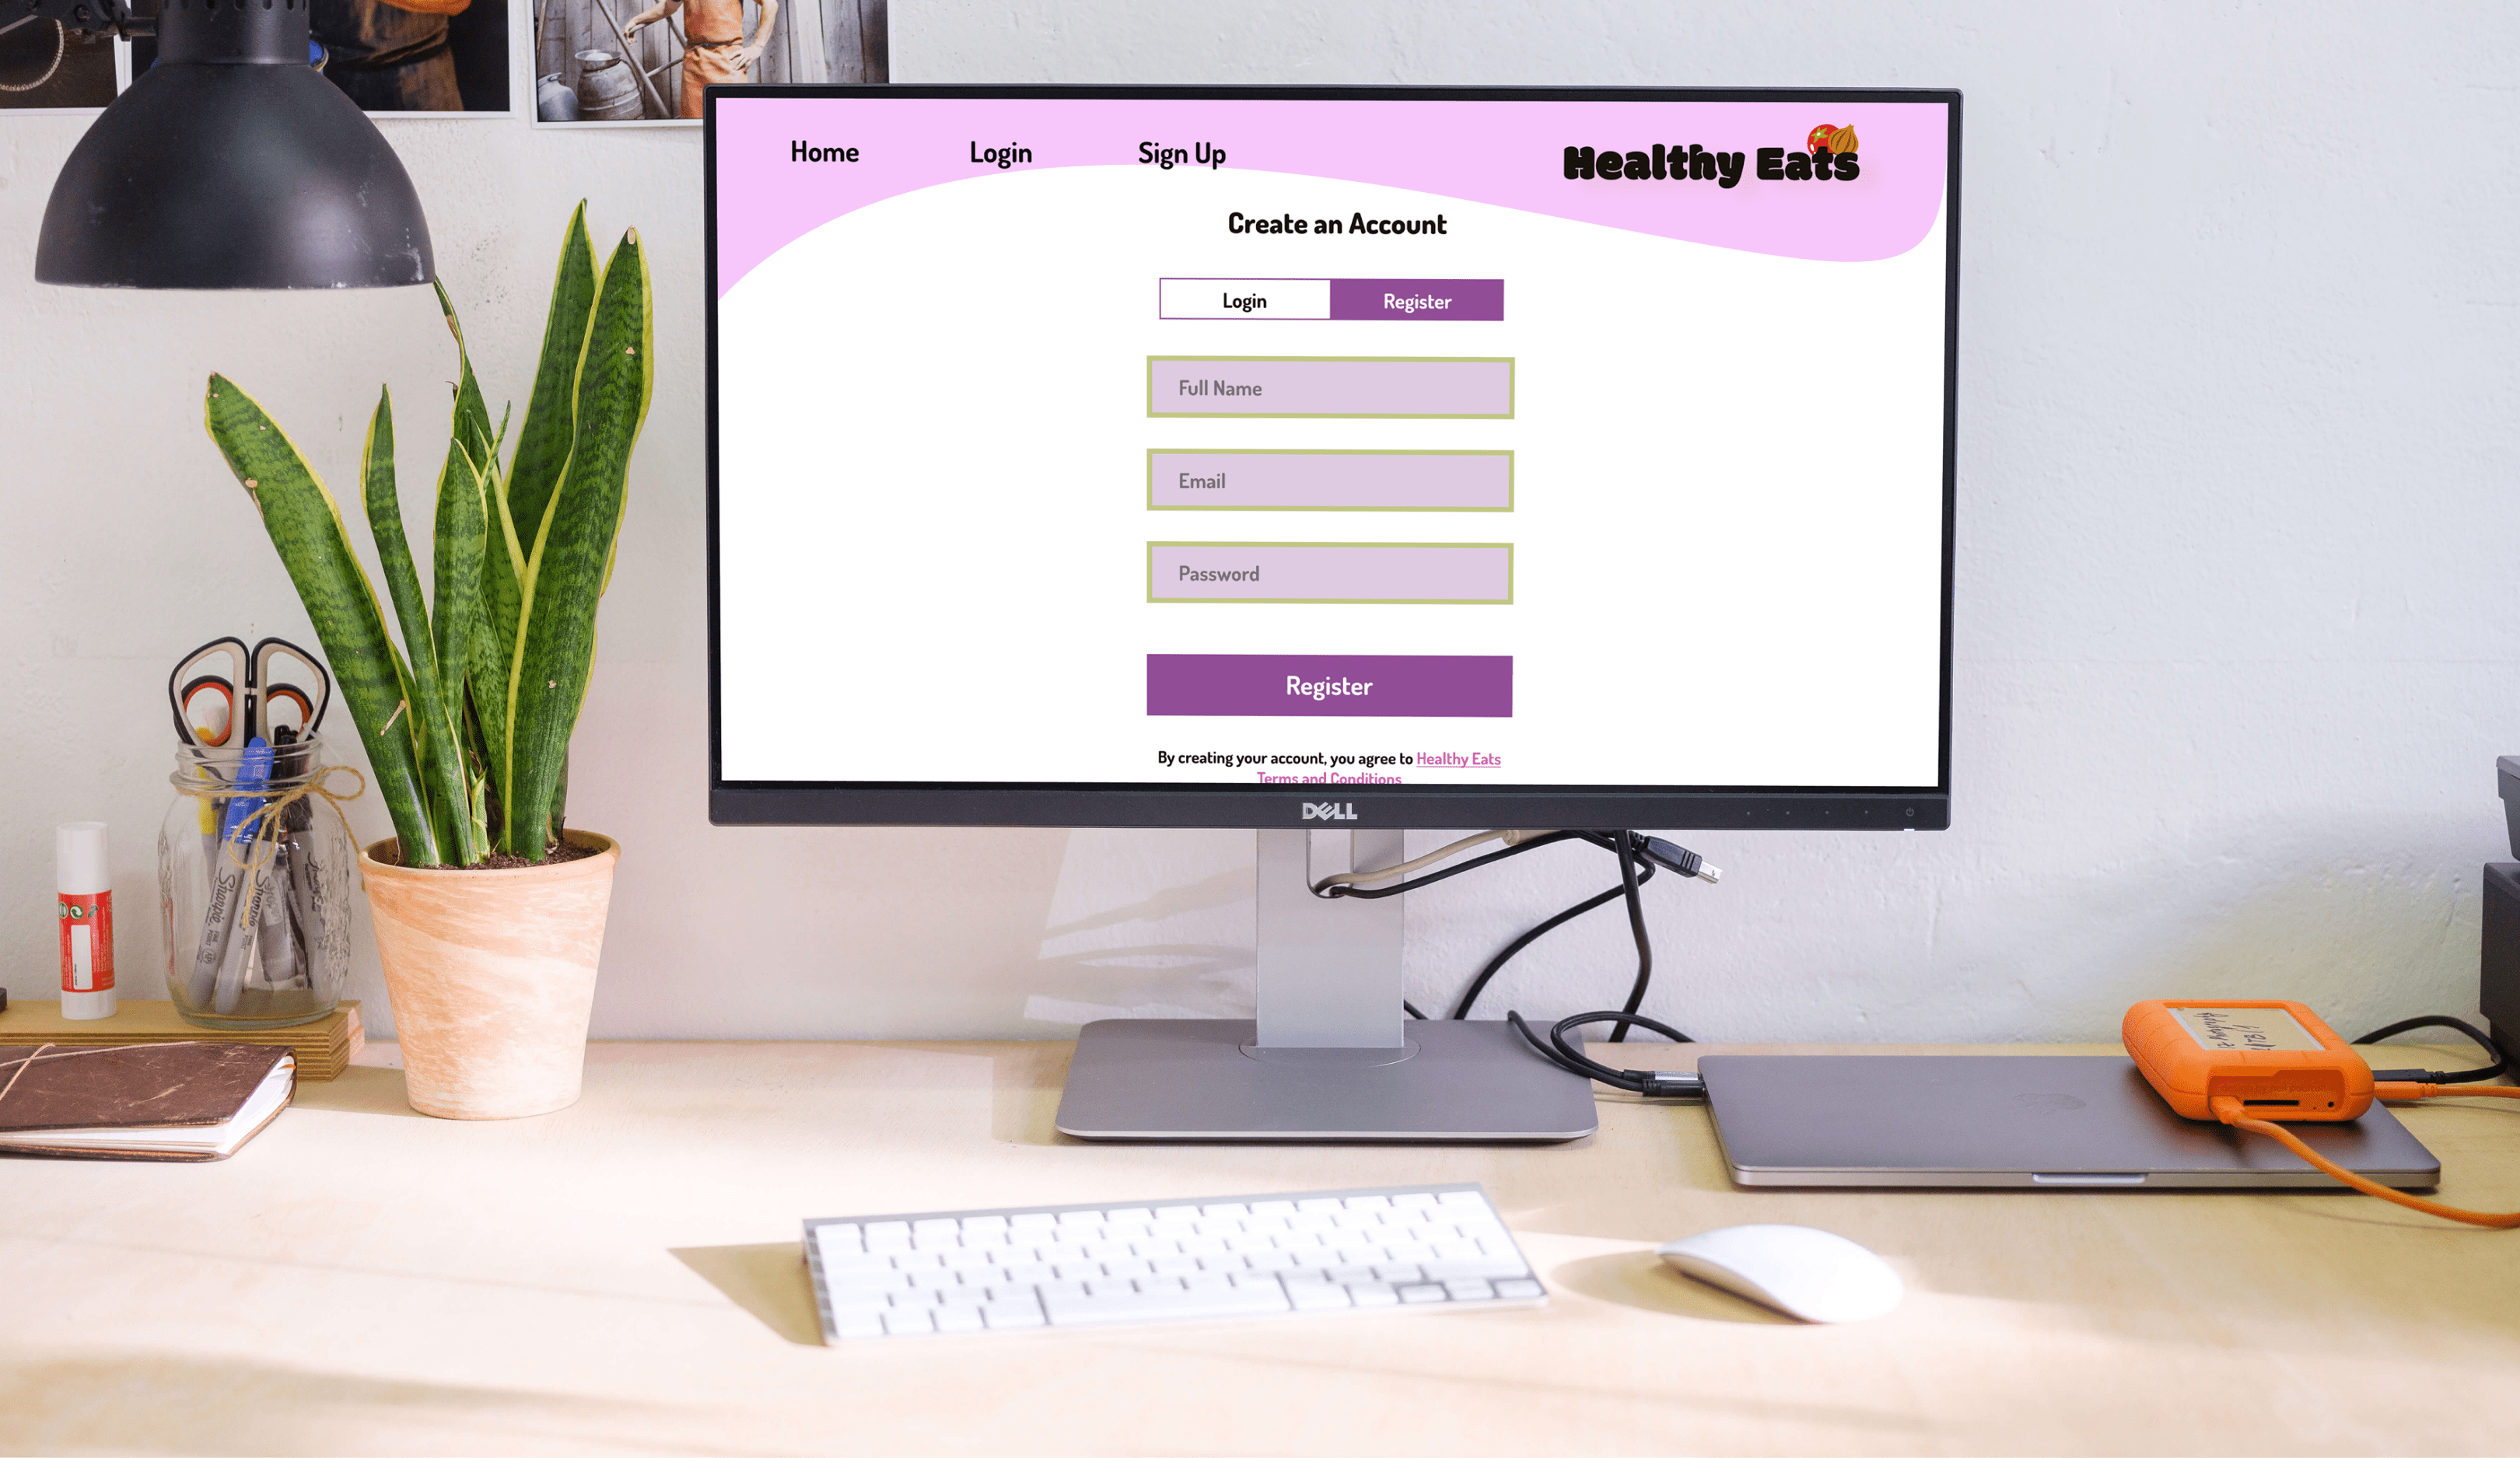 Home
Login
Sign Up
Healthy Eats
Create an Account
Login
Register
Full Name
Email
Password
Register
By creating your account, you agree to Healthy Eats
Terms and Conditions
DELL
Sharpie
Sharpie